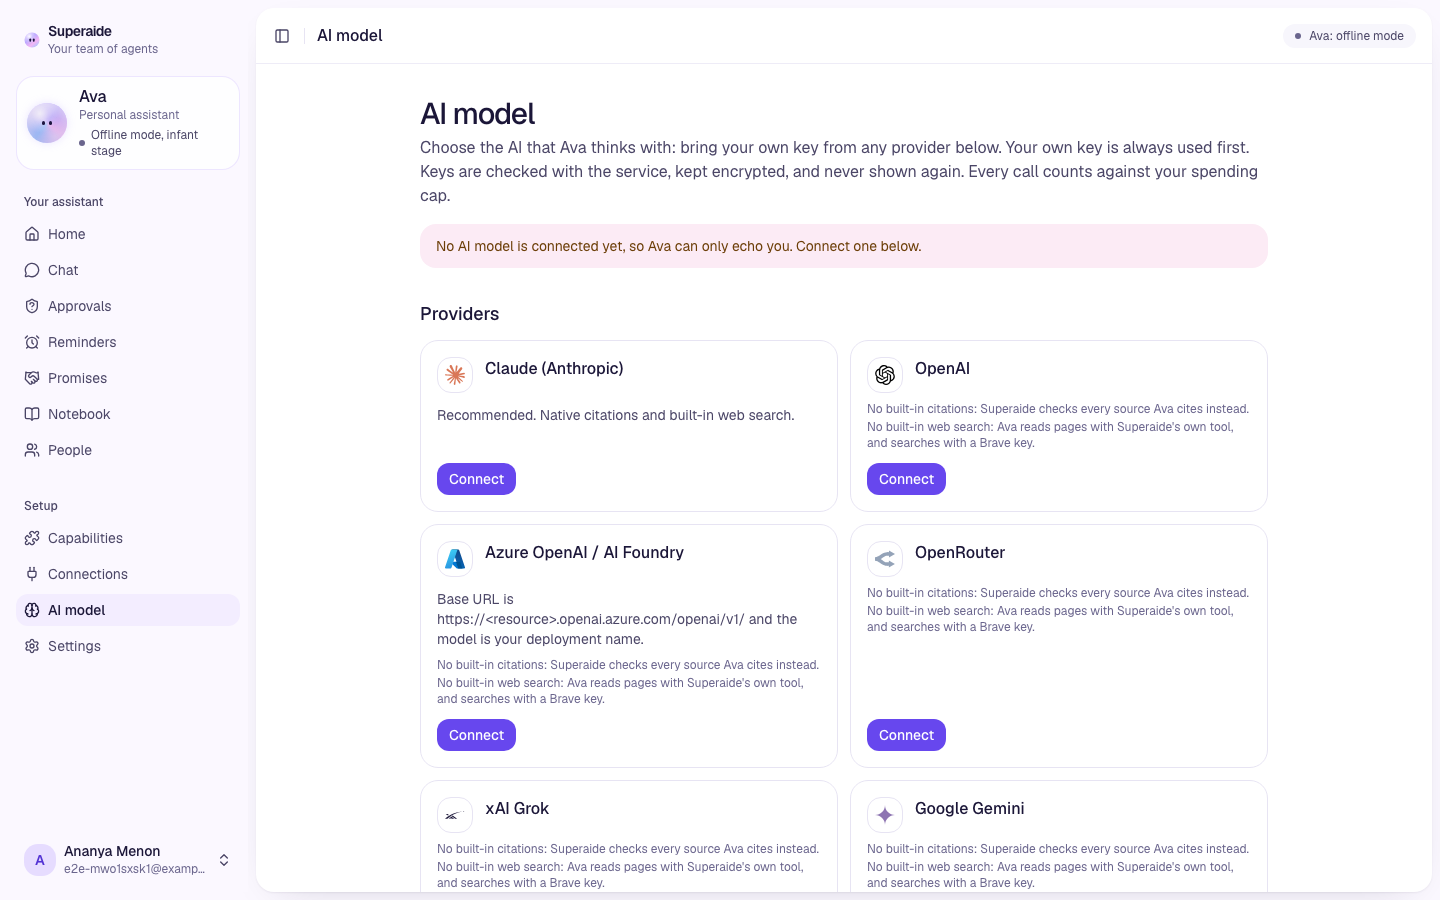 Superaide
Your team of agents
Ava
Personal assistant
Offline mode, infant
stage
Your assistant
Home
Chat
Approvals
Reminders
Promises
Notebook
People
Setup
Capabilities
Connections
AI model
Settings
A
Ananya Menon
e2e-mwo1sxsk1@examp...
AI model
Ava: offline mode
AI model
Choose the AI that Ava thinks with: bring your own key from any provider below. Your own key is always used first.
Keys are checked with the service, kept encrypted, and never shown again. Every call counts against your spending
cap.
No AI model is connected yet, so Ava can only echo you. Connect one below.
Providers
Claude (Anthropic)
Recommended. Native citations and built-in web search.
Connect
OpenAI
No built-in citations: Superaide checks every source Ava cites instead.
No built-in web search: Ava reads pages with Superaide's own tool,
and searches with a Brave key.
Connect
Azure OpenAI / AI Foundry
Base URL is
https://<resource>.openai.azure.com/openai/v1/ and the
model is your deployment name.
No built-in citations: Superaide checks every source Ava cites instead.
No built-in web search: Ava reads pages with Superaide's own tool,
and searches with a Brave key.
Connect
OpenRouter
No built-in citations: Superaide checks every source Ava cites instead.
No built-in web search: Ava reads pages with Superaide's own tool,
and searches with a Brave key.
Connect
xAI Grok
No built-in citations: Superaide checks every source Ava cites instead.
No built-in web search: Ava reads pages with Superaide's own tool,
and searches with a Brave key.
Google Gemini
No built-in citations: Superaide checks every source Ava cites instead.
No built-in web search: Ava reads pages with Superaide's own tool,
and searches with a Brave key.